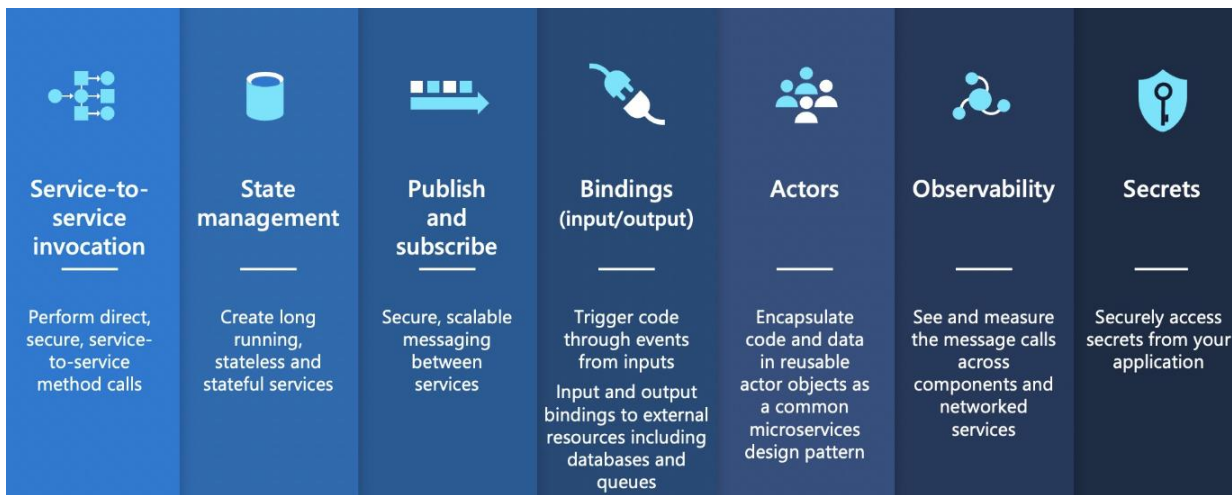 Service-to-
service
invocation
Perform direct,
secure, service-
to-service
method calls
State
management
Create long
running,
stateless and
stateful services
Publish
and
subscribe
Secure, scalable
messaging
between
services
Bindings
(input/output)
Trigger code
through events
from inputs
Input and output
bindings to external
resources including
databases and
queues
Actors
Encapsulate
code and data
in reusable
actor objects as
a common
microservices
design pattern
Observability
See and measure
the message calls
across
components and
networked
services
Secrets
Securely access
secrets from your
application